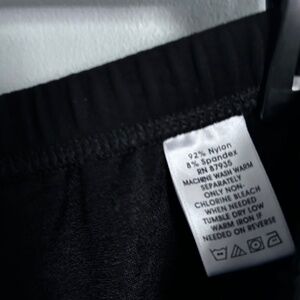 92% Nylon
8% Spandex
RN 87935
MACHINE WASH WARM
SEPARATELY
ONLY NON-
CHLORINE BLEACH
WHEN NEEDED
TUMBLE DRY LOW
WARM IRON IF
NEEDED ON REVERSE